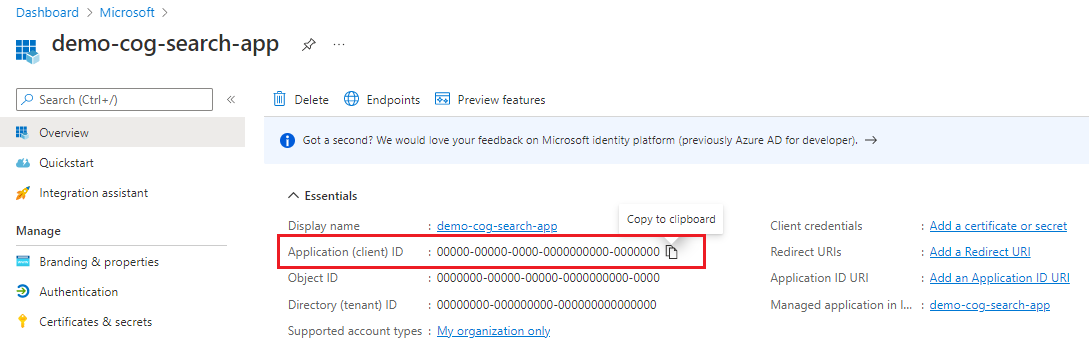 Dashboard > Microsoft >
demo-cog-search-app ...
Search (Ctrl+/) «
Overview
Quickstart
Integration assistant
Manage
Branding & properties
Authentication
Certificates & secrets
Delete Endpoints Preview features
Got a second? We would love your feedback on Microsoft identity platform (previously Azure AD for developer). →
Essentials
Copy to clipboard
Display name : demo-cog-search-app
Application (client) ID : 00000-00000-0000-0000000000-0000000
Object ID : 0000000-00000-00000-0000000000-0000
Directory (tenant) ID : 00000000-000000000-000000000000000
Supported account types : My organization only
Client credentials : Add a certificate or secret
Redirect URIs : Add a Redirect URI
Application ID URI : Add an Application ID URI
Managed application in l... : demo-cog-search-app